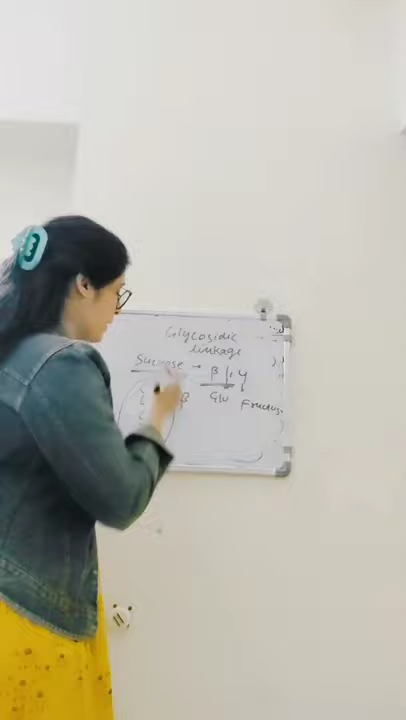 Glycosidic
linkage
Sucrose → β 1,4
Glu Fructose
β